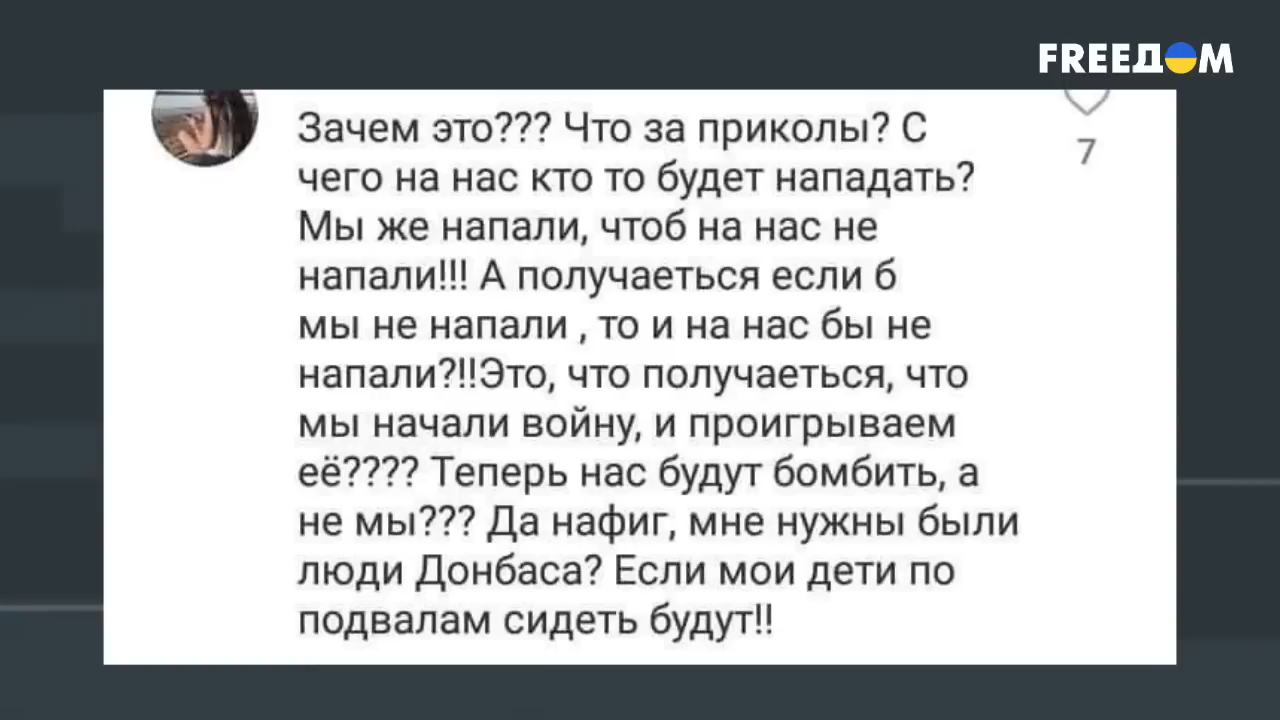 FREEДOM
Зачем это??? Что за приколы? С
7
чего на нас кто то будет нападать?
Мы же напали, чтоб на нас не
напали!!! А получаеться если б
мы не напали , то и на нас бы не
напали?!!Это, что получаеться, что
мы начали войну, и проигрываем
её???? Теперь нас будут бомбить, а
не мы??? Да нафиг, мне нужны были
люди Донбаса? Если мои дети по
подвалам сидеть будут!!